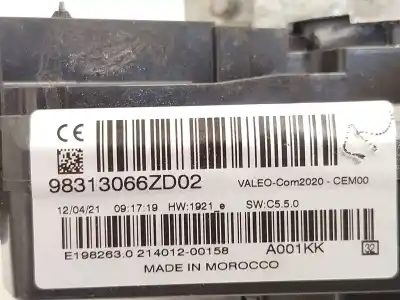 CE
98313066ZD02 VALEO-Com2020 - CEM00
12/04/21 09:17:19 HW:1921_e SW:C5.5.0
E198263.0 214012-00158 A001KK 32
MADE IN MOROCCO